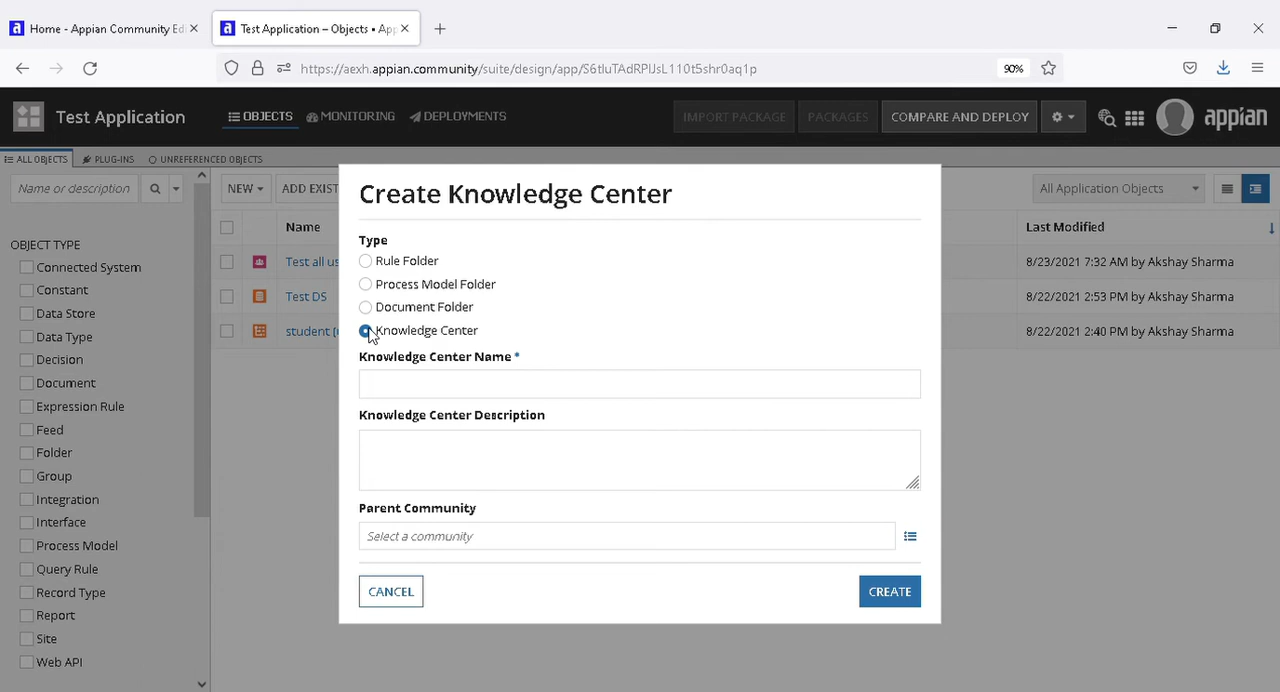 Home - Appian Community Edi
Test Application – Objects • App
https://aexh.appian.community/suite/design/app/
90%
Test Application
OBJECTS
MONITORING
DEPLOYMENTS
IMPORT PACKAGE
PACKAGES
COMPARE AND DEPLOY
appian
ALL OBJECTS
PLUG-INS
UNREFERENCED OBJECTS
Name or description
NEW
ADD EXIST
All Application Objects
Name
Last Modified
Test all us
8/23/2021 7:32 AM by Akshay Sharma
Test DS
8/22/2021 2:53 PM by Akshay Sharma
student
8/22/2021 2:40 PM by Akshay Sharma
OBJECT TYPE
Connected System
Constant
Data Store
Data Type
Decision
Document
Expression Rule
Feed
Folder
Group
Integration
Interface
Process Model
Query Rule
Record Type
Report
Site
Web API
Create Knowledge Center
Type
Rule Folder
Process Model Folder
Document Folder
Knowledge Center
Knowledge Center Name *
Knowledge Center Description
Parent Community
Select a community
CANCEL
CREATE